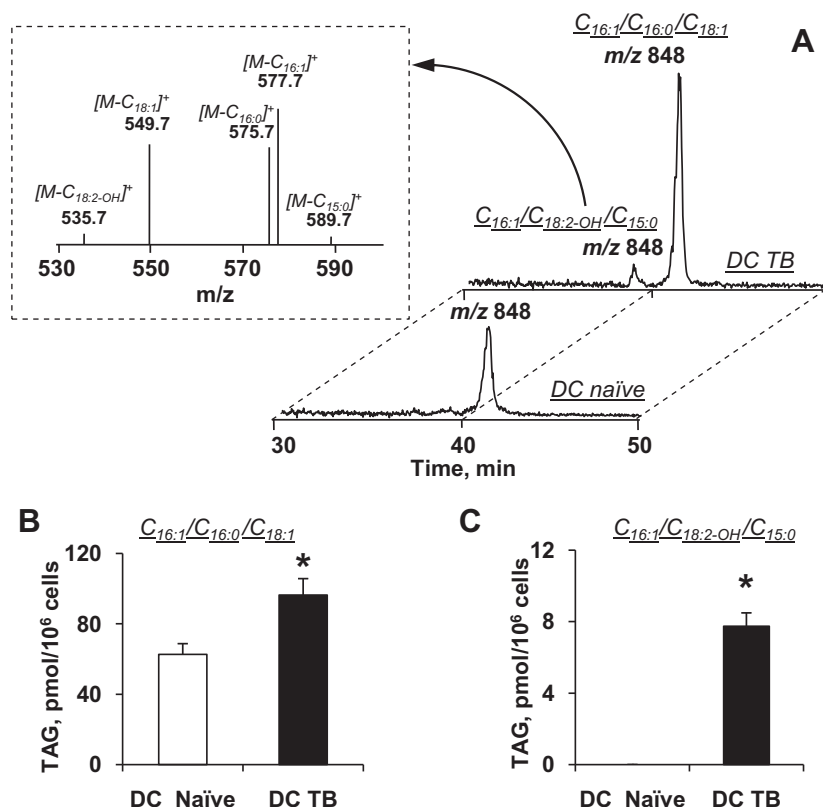 C16:1/C16:0/C18:1
A
m/z 848
[M-C16:1]+
577.7
[M-C18:1]+
549.7
[M-C16:0]+
575.7
[M-C18:2-OH]+
535.7
[M-C15:0]+
589.7
530 550 570 590
m/z
C16:1/C18:2-OH/C15:0
m/z 848
DC TB
m/z 848
DC naïve
30 40 50
Time, min
B
C16:1/C16:0/C18:1
TAG, pmol/10⁶ cells
120
80
40
0
*
DC Naïve DC TB
C
C16:1/C18:2-OH/C15:0
TAG, pmol/10⁶ cells
12
8
4
0
*
DC Naïve DC TB